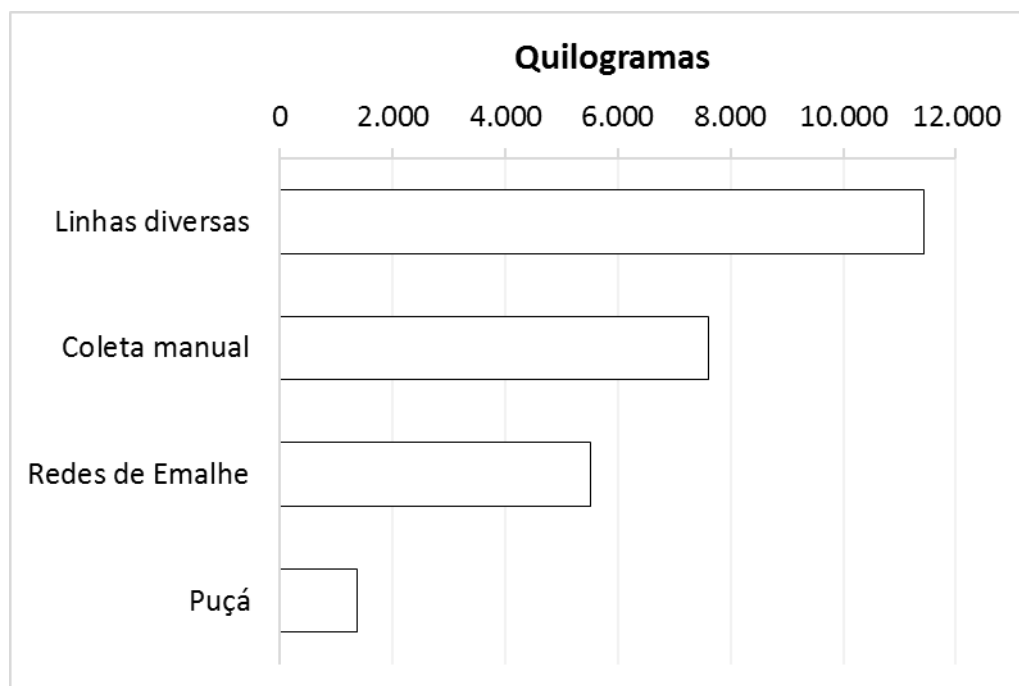 Quilogramas
0 2.000 4.000 6.000 8.000 10.000 12.000
Linhas diversas
Coleta manual
Redes de Emalhe
Puçá